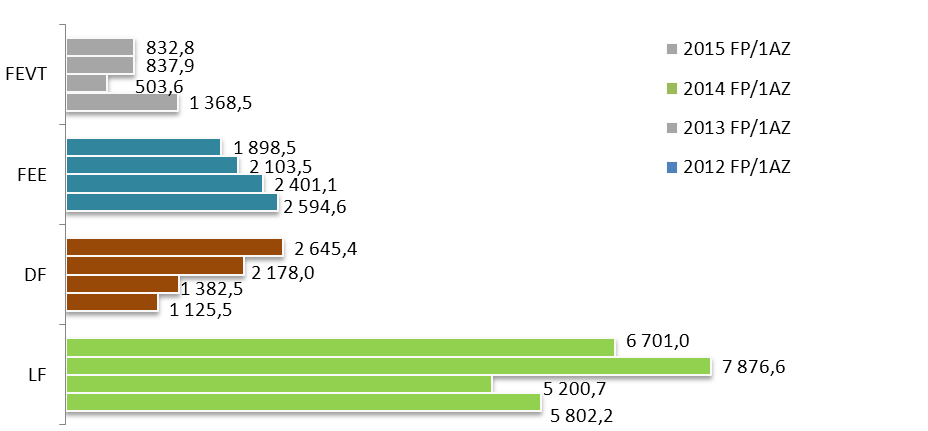 2015 FP/1AZ
2014 FP/1AZ
2013 FP/1AZ
2012 FP/1AZ
FEVT
832,8
837,9
503,6
1 368,5
FEE
1 898,5
2 103,5
2 401,1
2 594,6
DF
2 645,4
2 178,0
1 382,5
1 125,5
LF
6 701,0
7 876,6
5 200,7
5 802,2